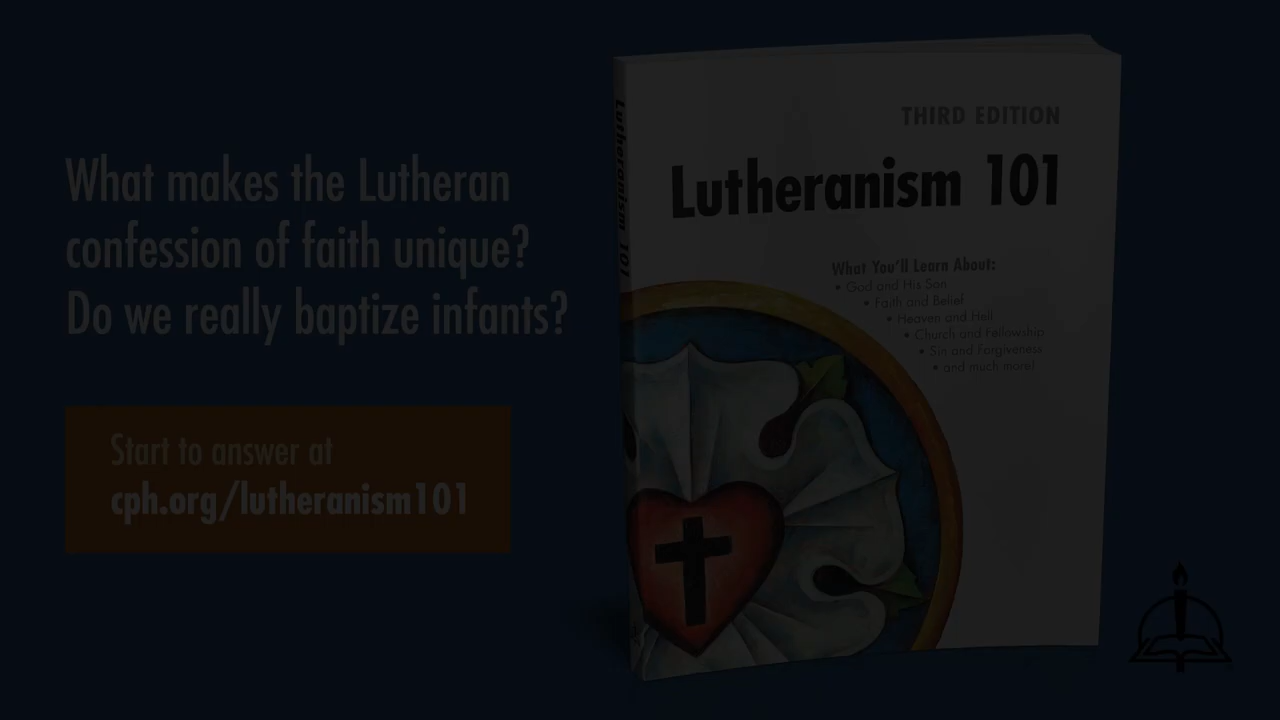 What makes the Lutheran
confession of faith unique?
Do we really baptize infants?
Start to answer at
cph.org/lutheranism101
Lutheranism 101
THIRD EDITION
Lutheranism 101
What You'll Learn About:
• God and His Son
• Faith and Belief
• Heaven and Hell
• Church and Fellowship
• Sin and Forgiveness
• and much more!